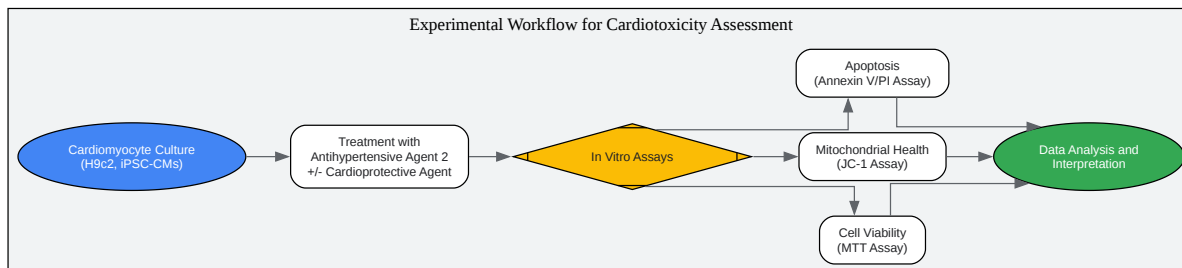 Experimental Workflow for Cardiotoxicity Assessment
Cardiomyocyte Culture
(H9c2, iPSC-CMs)
Treatment with
Antihypertensive Agent 2
+/- Cardioprotective Agent
In Vitro Assays
Apoptosis
(Annexin V/PI Assay)
Mitochondrial Health
(JC-1 Assay)
Cell Viability
(MTT Assay)
Data Analysis and
Interpretation